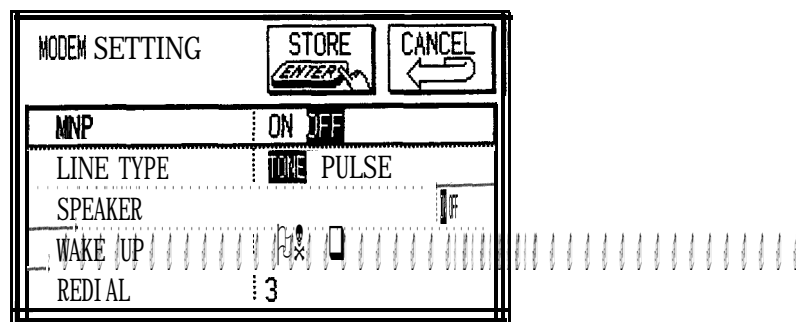 MODEM SETTING
STORE
ENTER
CANCEL
MNP ON OFF
LINE TYPE TONE PULSE
SPEAKER OFF
WAKE UP
REDIAL 3